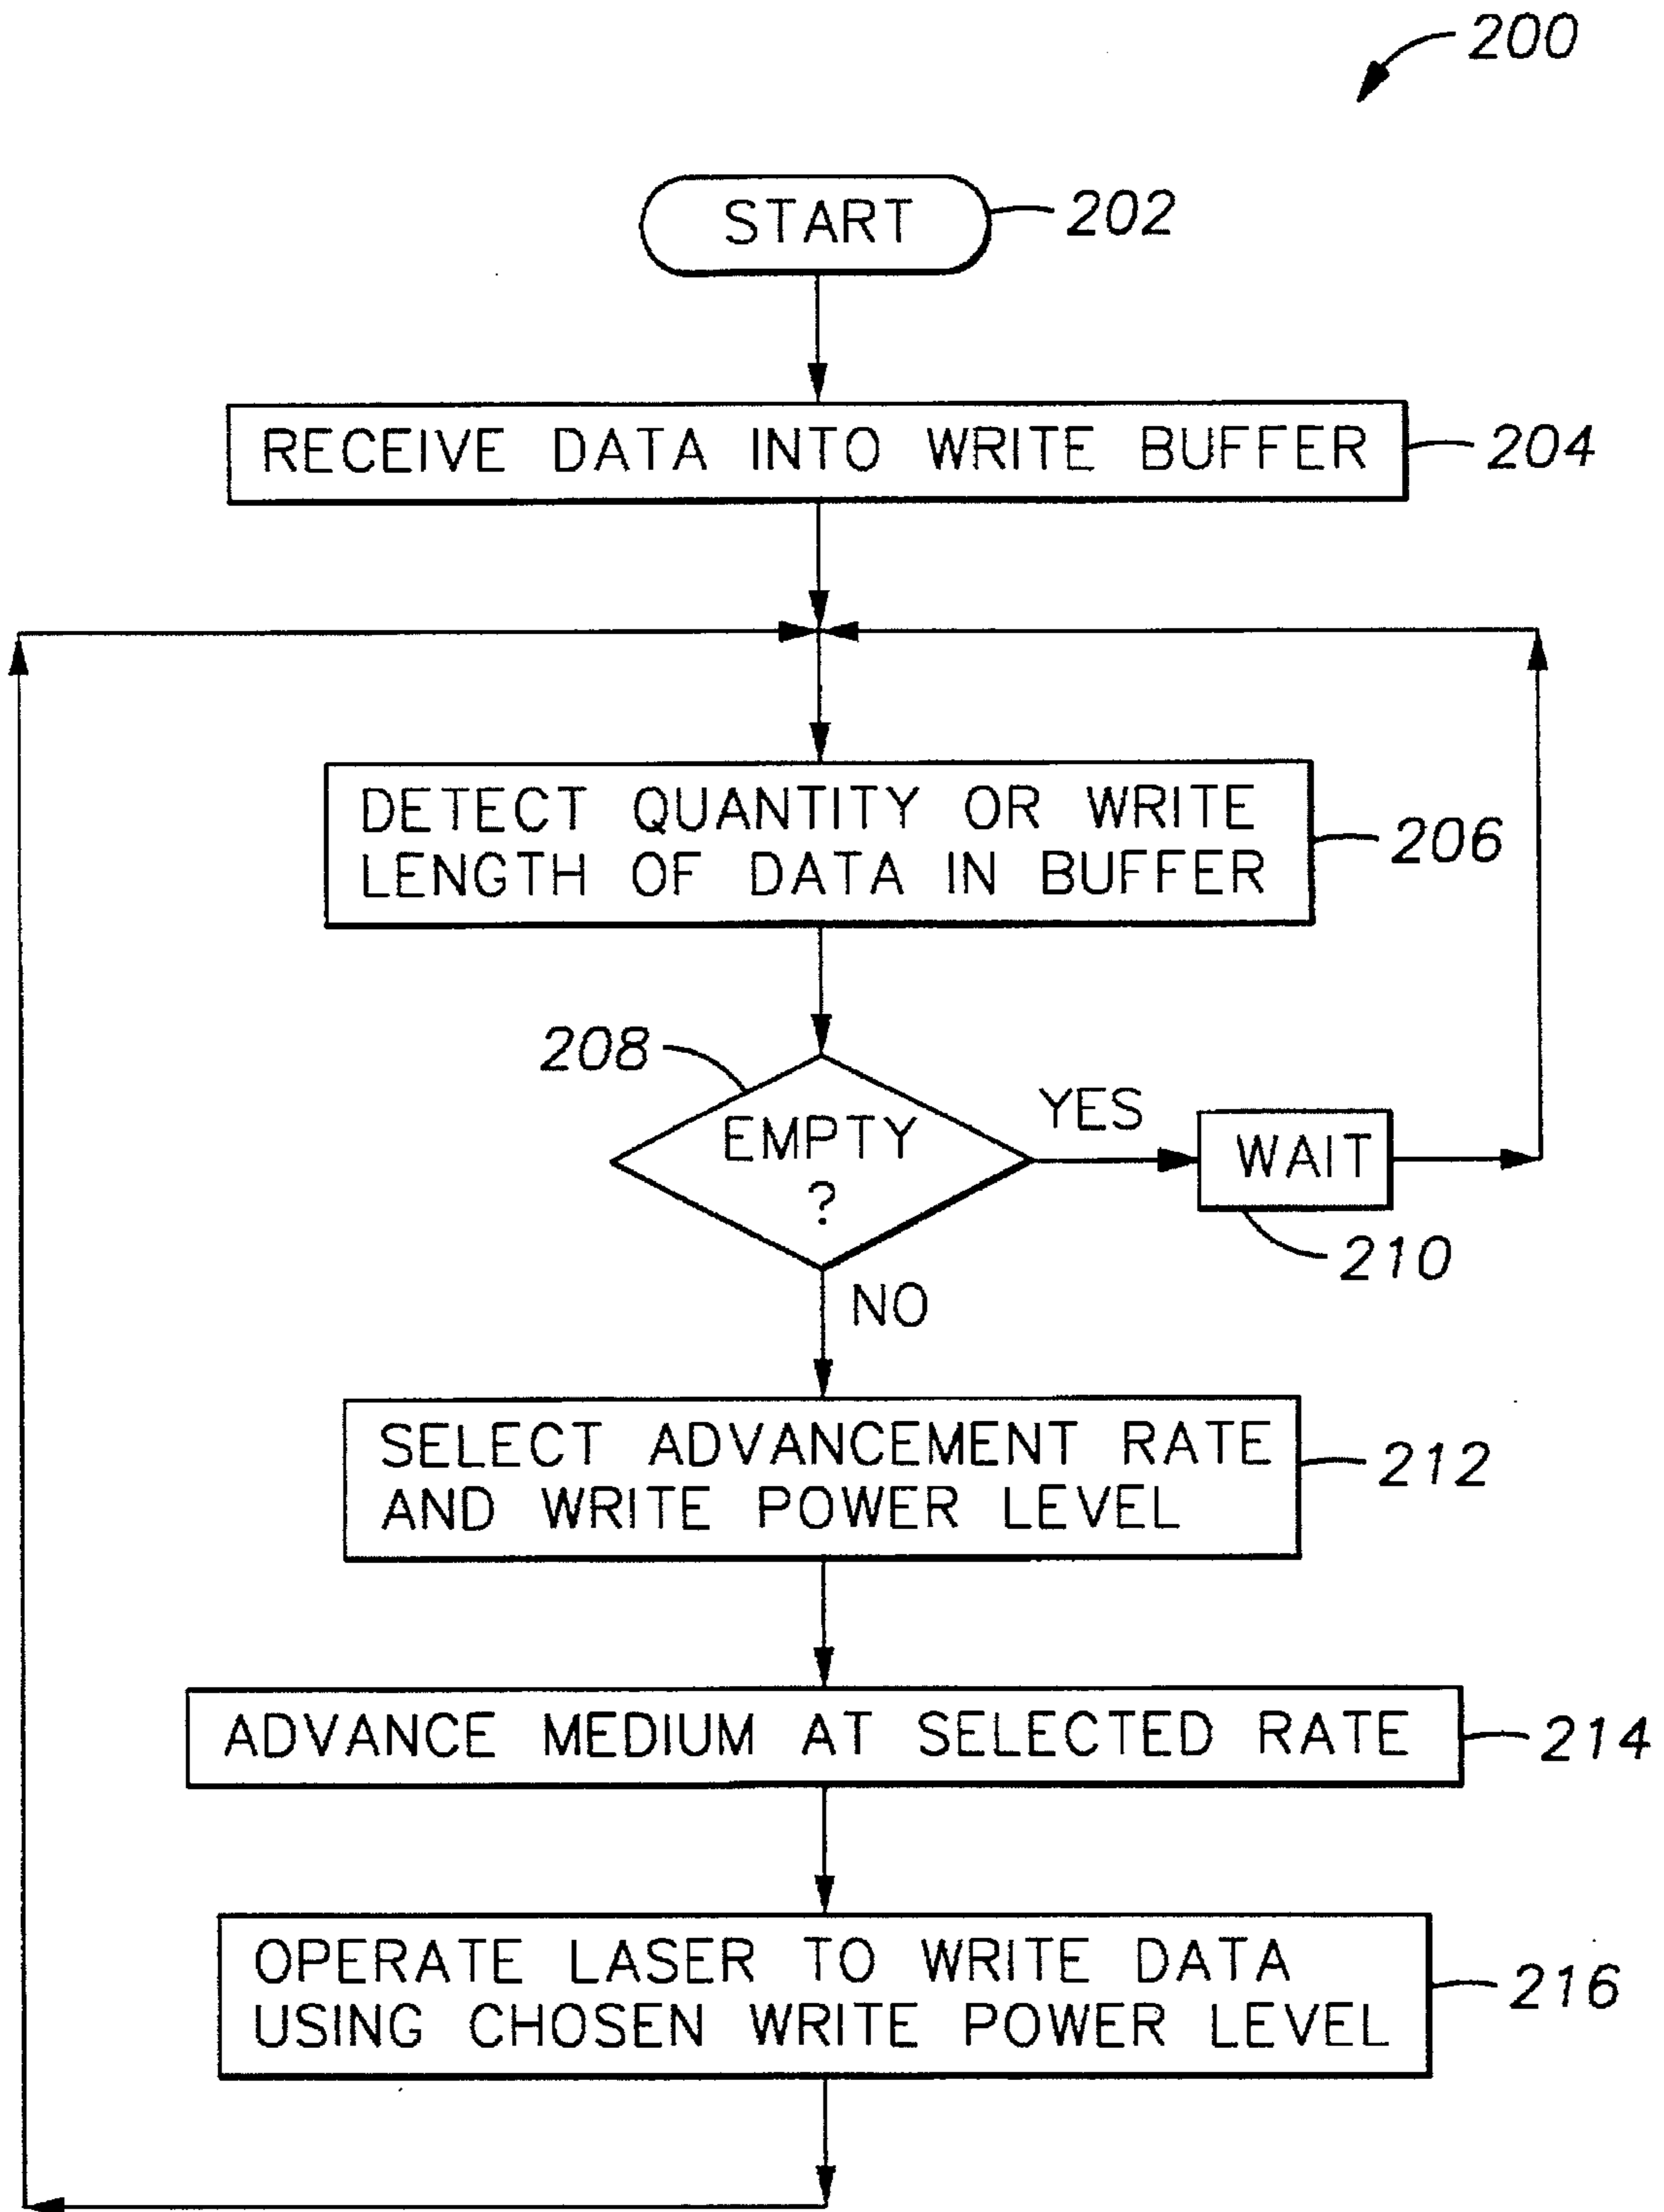 200
START
202
RECEIVE DATA INTO WRITE BUFFER
204
DETECT QUANTITY OR WRITE
LENGTH OF DATA IN BUFFER
206
208
EMPTY
?
YES
WAIT
210
NO
SELECT ADVANCEMENT RATE
AND WRITE POWER LEVEL
212
ADVANCE MEDIUM AT SELECTED RATE
214
OPERATE LASER TO WRITE DATA
USING CHOSEN WRITE POWER LEVEL
216